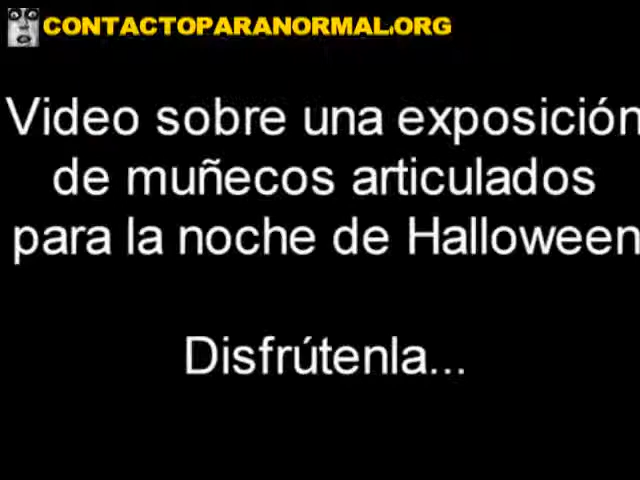 CONTACTOPARANORMAL.ORG
Video sobre una exposición
de muñecos articulados
para la noche de Halloween
Disfrútenla...